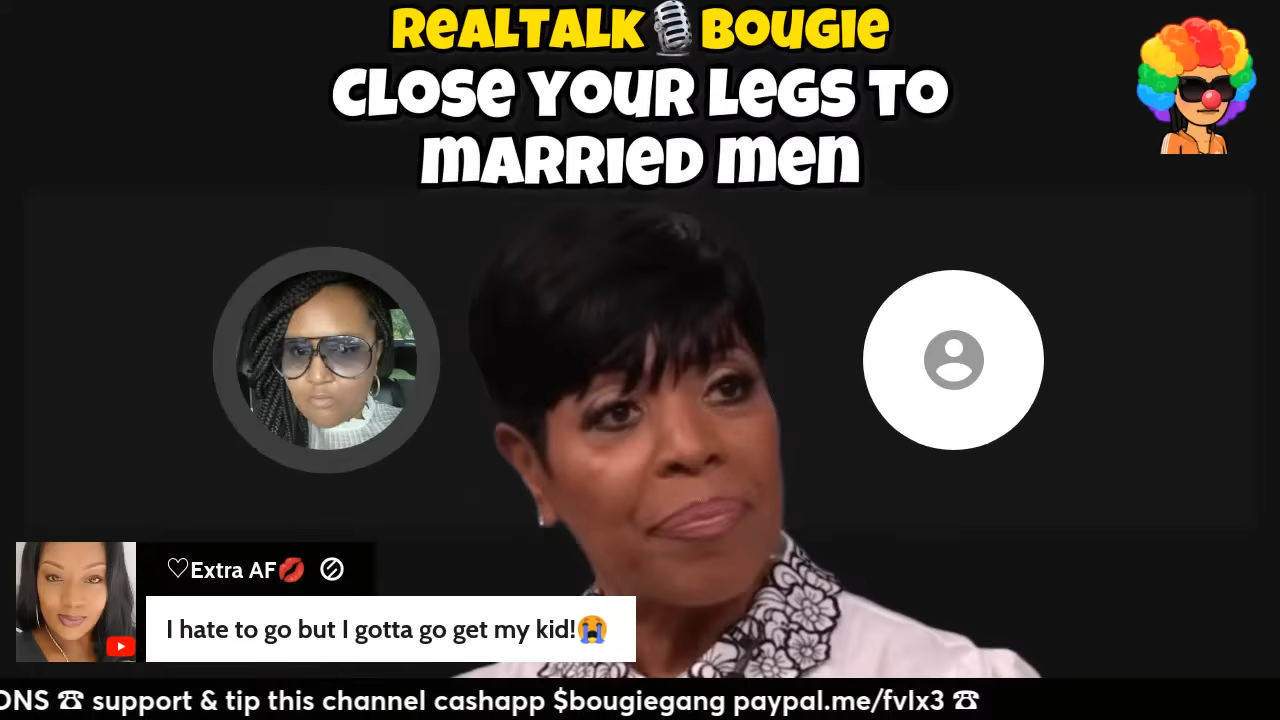 REALTALK🎙️BOUGIE
CLOSE YOUR LEGS TO
MARRIED MEN
♡Extra AF💋
I hate to go but I gotta go get my kid!😭
ONS ☎ support & tip this channel cashapp $bougiegang paypal.me/fvlx3 ☎